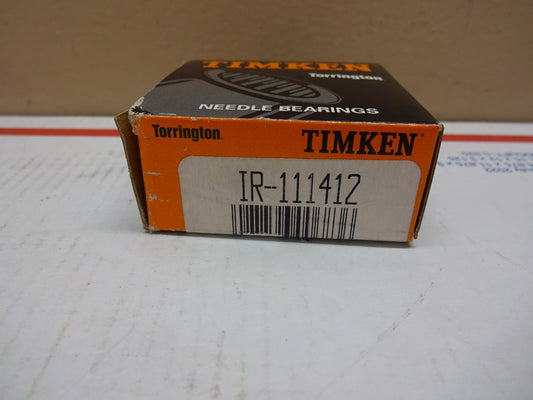 TIMKEN
Torrington
NEEDLE BEARINGS
Torrington TIMKEN
IR-111412